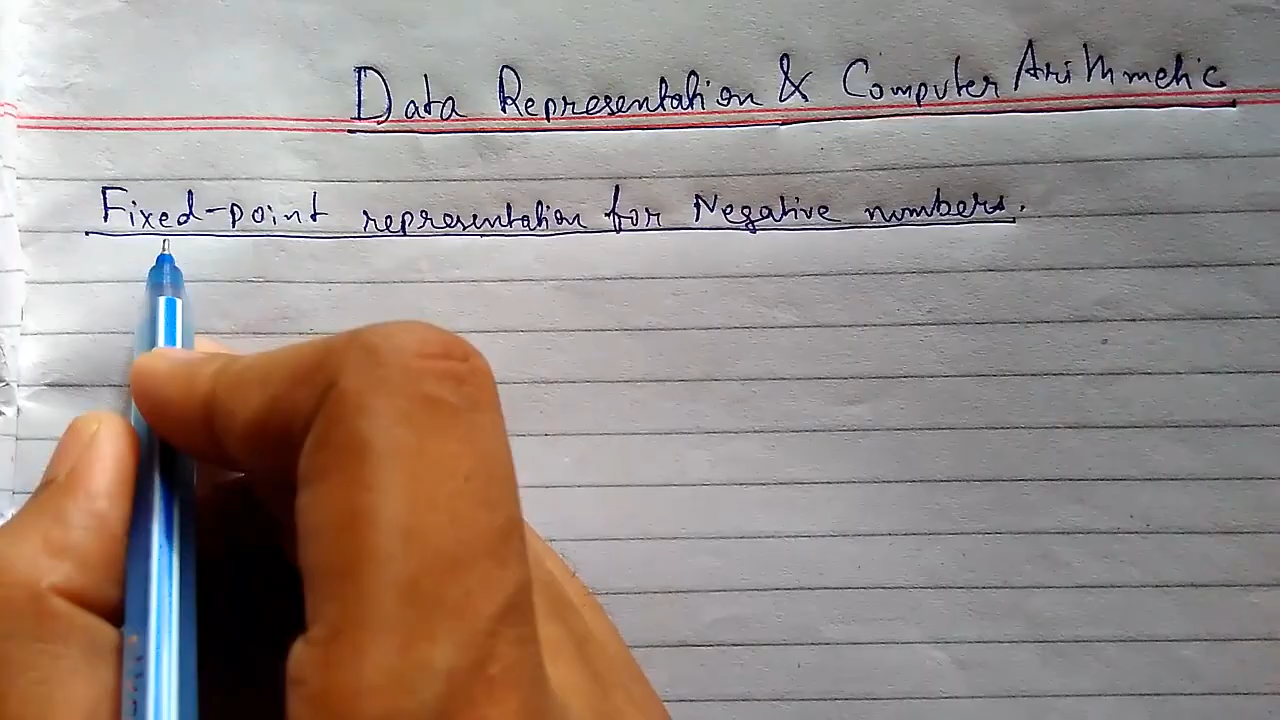 Data Representation & Computer Arithmetic
Fixed-point representation for Negative numbers.